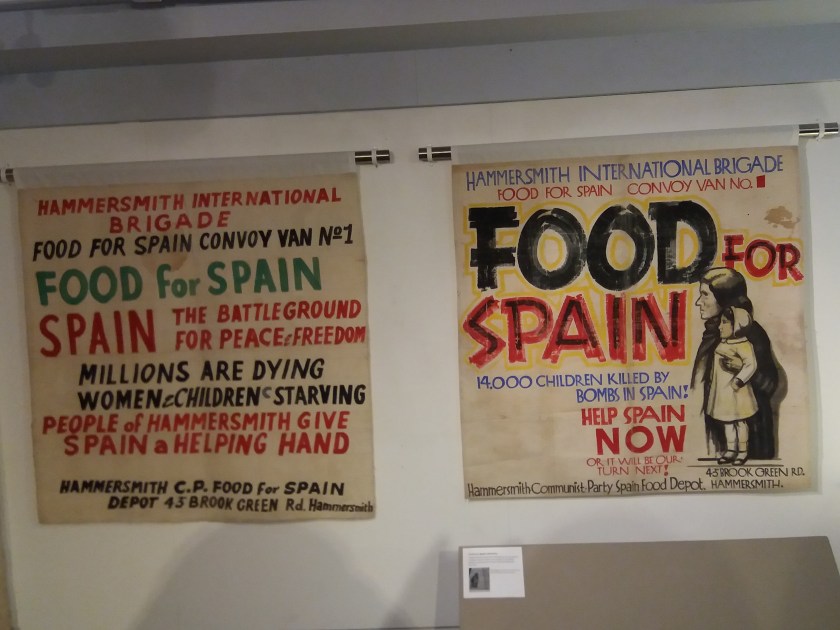 HAMMERSMITH INTERNATIONAL
BRIGADE
FOOD FOR SPAIN CONVOY VAN Nº1
FOOD for SPAIN
SPAIN THE BATTLEGROUND
FOR PEACE & FREEDOM
MILLIONS ARE DYING
WOMEN & CHILDREN STARVING
PEOPLE of HAMMERSMITH GIVE
SPAIN a HELPING HAND
HAMMERSMITH C.P. FOOD for SPAIN
DEPOT 43 BROOK GREEN Rd. Hammersmith
HAMMERSMITH INTERNATIONAL BRIGADE
FOOD FOR SPAIN CONVOY VAN No. 1
FOOD FOR
SPAIN
14.000 CHILDREN KILLED BY
BOMBS IN SPAIN!
HELP SPAIN
NOW
OR IT WILL BE OUR
TURN NEXT!
43 BROOK GREEN RD.
Hammersmith Communist Party Spain Food Depot. HAMMERSMITH.